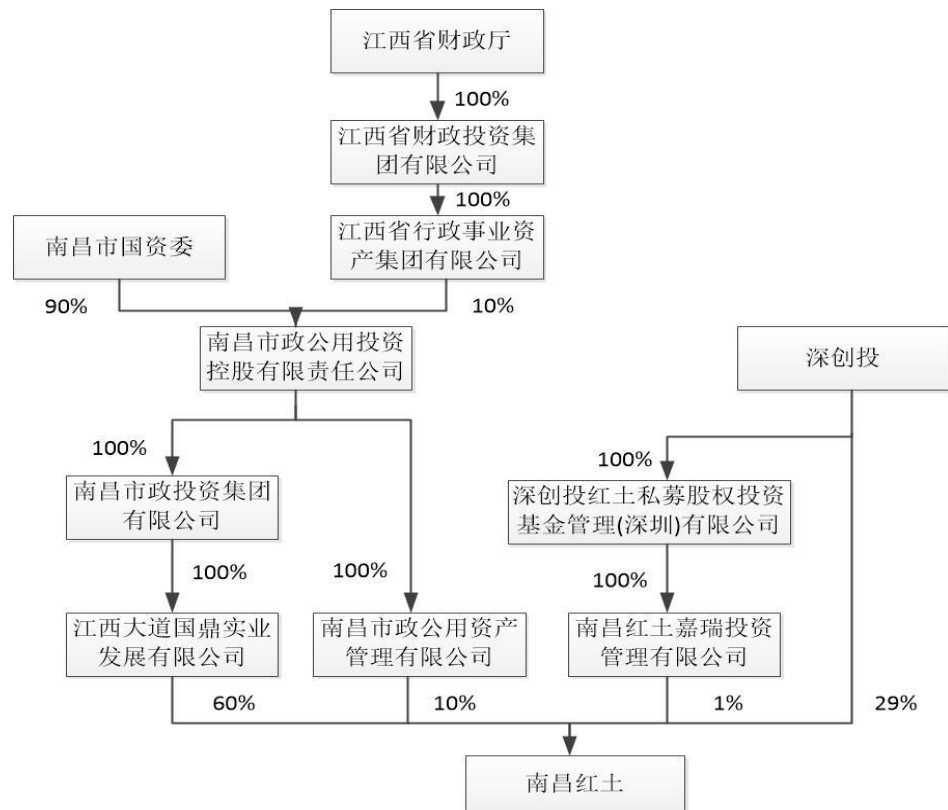 江西省财政厅
100%
江西省财政投资集
团有限公司
100%
南昌市国资委
江西省行政事业资
产集团有限公司
90%
10%
南昌市政公用投资
控股有限责任公司
深创投
100%
100%
南昌市政投资集团
有限公司
深创投红土私募股权投资
基金管理(深圳)有限公司
100%
100%
100%
江西大道国鼎实业
发展有限公司
南昌市政公用资产
管理有限公司
南昌红土嘉瑞投资
管理有限公司
60%
10%
1%
29%
南昌红土